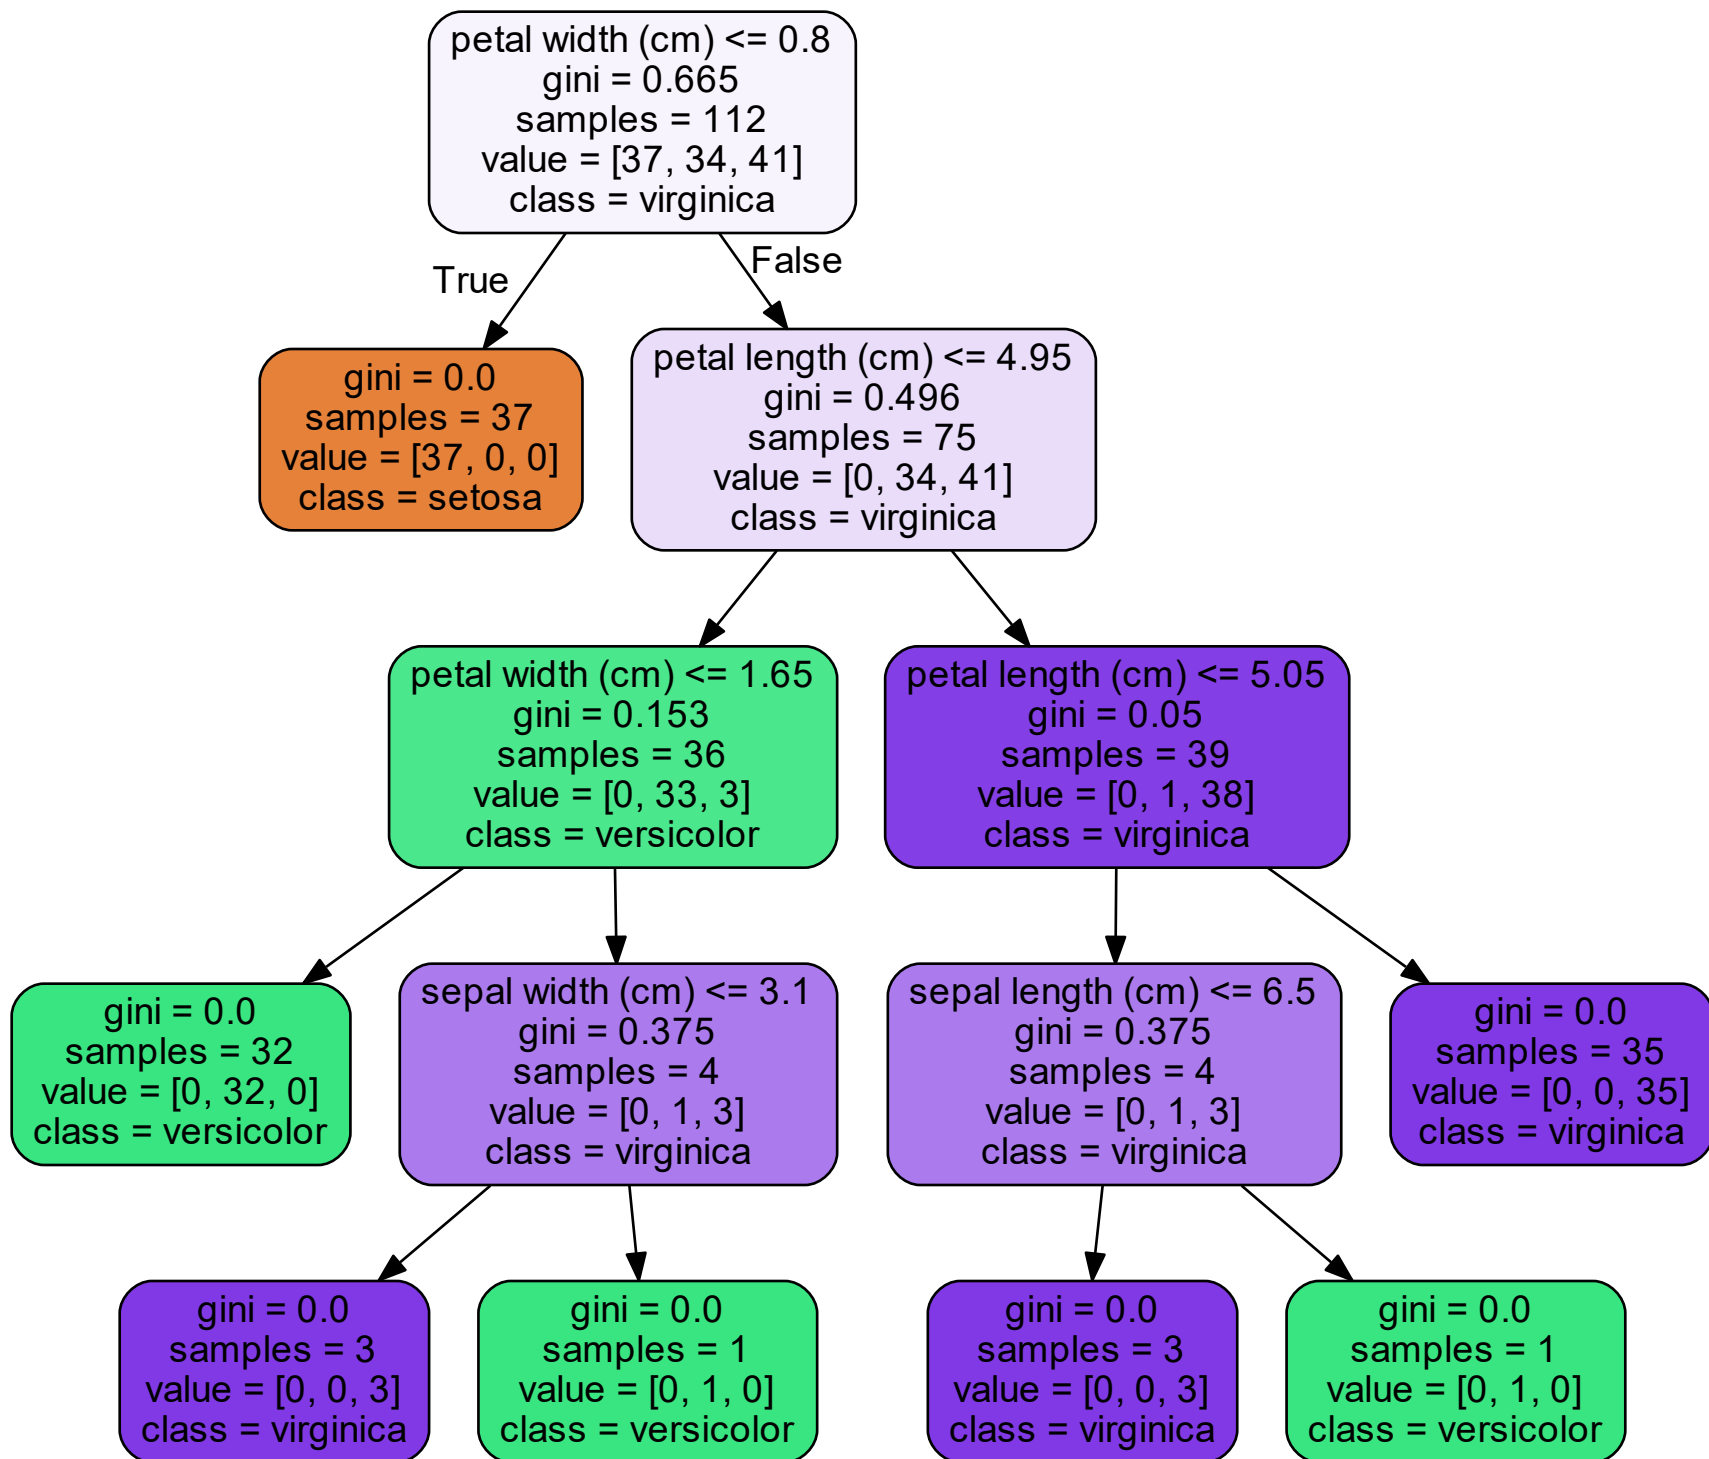 petal width (cm) <= 0.8
gini = 0.665
samples = 112
value = [37, 34, 41]
class = virginica
True
False
gini = 0.0
samples = 37
value = [37, 0, 0]
class = setosa
petal length (cm) <= 4.95
gini = 0.496
samples = 75
value = [0, 34, 41]
class = virginica
petal width (cm) <= 1.65
gini = 0.153
samples = 36
value = [0, 33, 3]
class = versicolor
petal length (cm) <= 5.05
gini = 0.05
samples = 39
value = [0, 1, 38]
class = virginica
gini = 0.0
samples = 32
value = [0, 32, 0]
class = versicolor
sepal width (cm) <= 3.1
gini = 0.375
samples = 4
value = [0, 1, 3]
class = virginica
sepal length (cm) <= 6.5
gini = 0.375
samples = 4
value = [0, 1, 3]
class = virginica
gini = 0.0
samples = 35
value = [0, 0, 35]
class = virginica
gini = 0.0
samples = 3
value = [0, 0, 3]
class = virginica
gini = 0.0
samples = 1
value = [0, 1, 0]
class = versicolor
gini = 0.0
samples = 3
value = [0, 0, 3]
class = virginica
gini = 0.0
samples = 1
value = [0, 1, 0]
class = versicolor